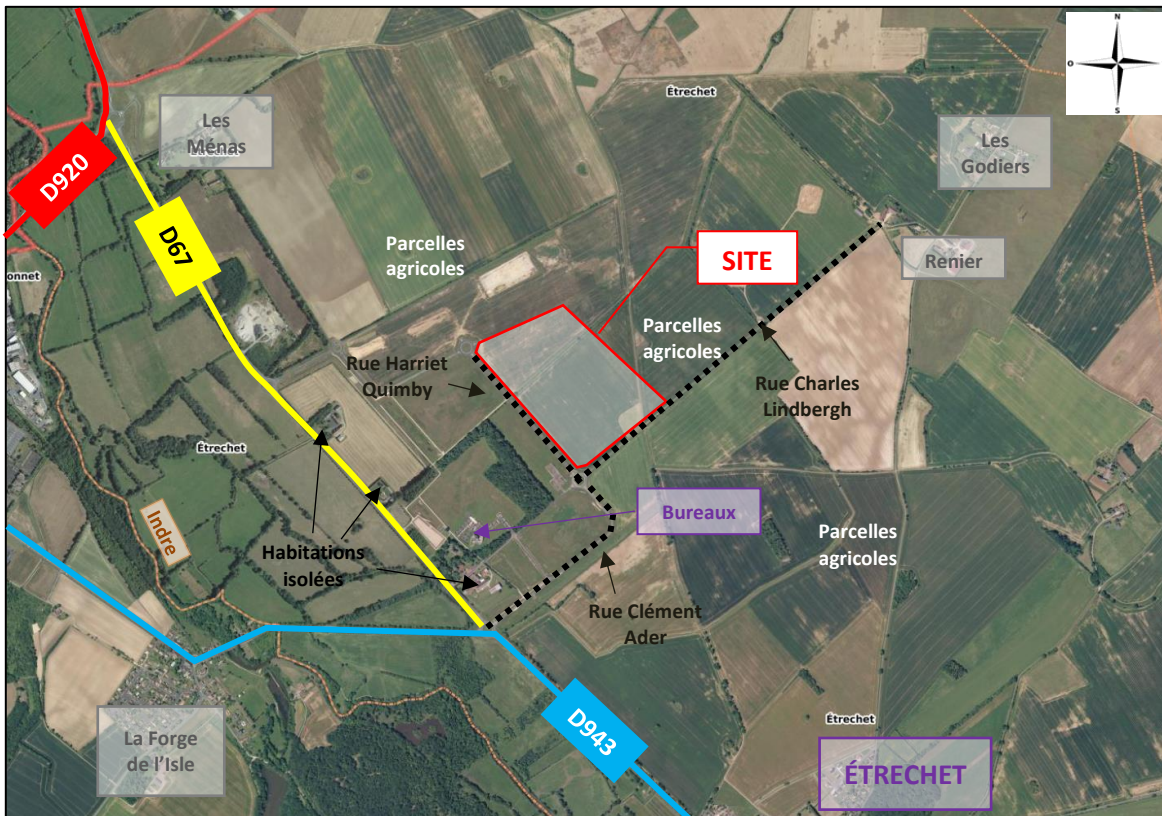 N
O
E
S
Étrechet
Les
Ménas
Étrechet
Les
Godiers
D920
D67
Parcelles
agricoles
SITE
Renier
onnet
Parcelles
agricoles
Rue Harriet
Quimby
Rue Charles
Lindbergh
Étrechet
Indre
Bureaux
Habitations
isolées
Parcelles
agricoles
Rue Clément
Ader
La Forge
de l'Isle
D943
Étrechet
ÉTRECHET